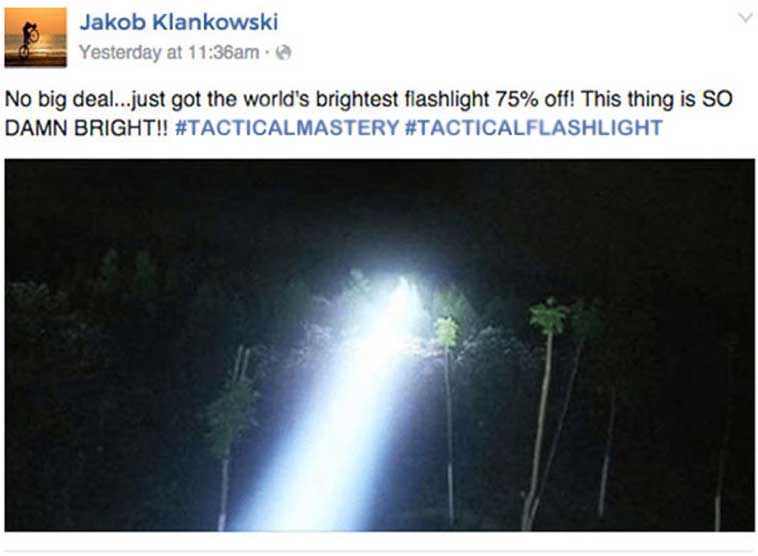 Jakob Klankowski
Yesterday at 11:36am ·
No big deal...just got the world's brightest flashlight 75% off! This thing is SO
DAMN BRIGHT!! #TACTICALMASTERY #TACTICALFLASHLIGHT